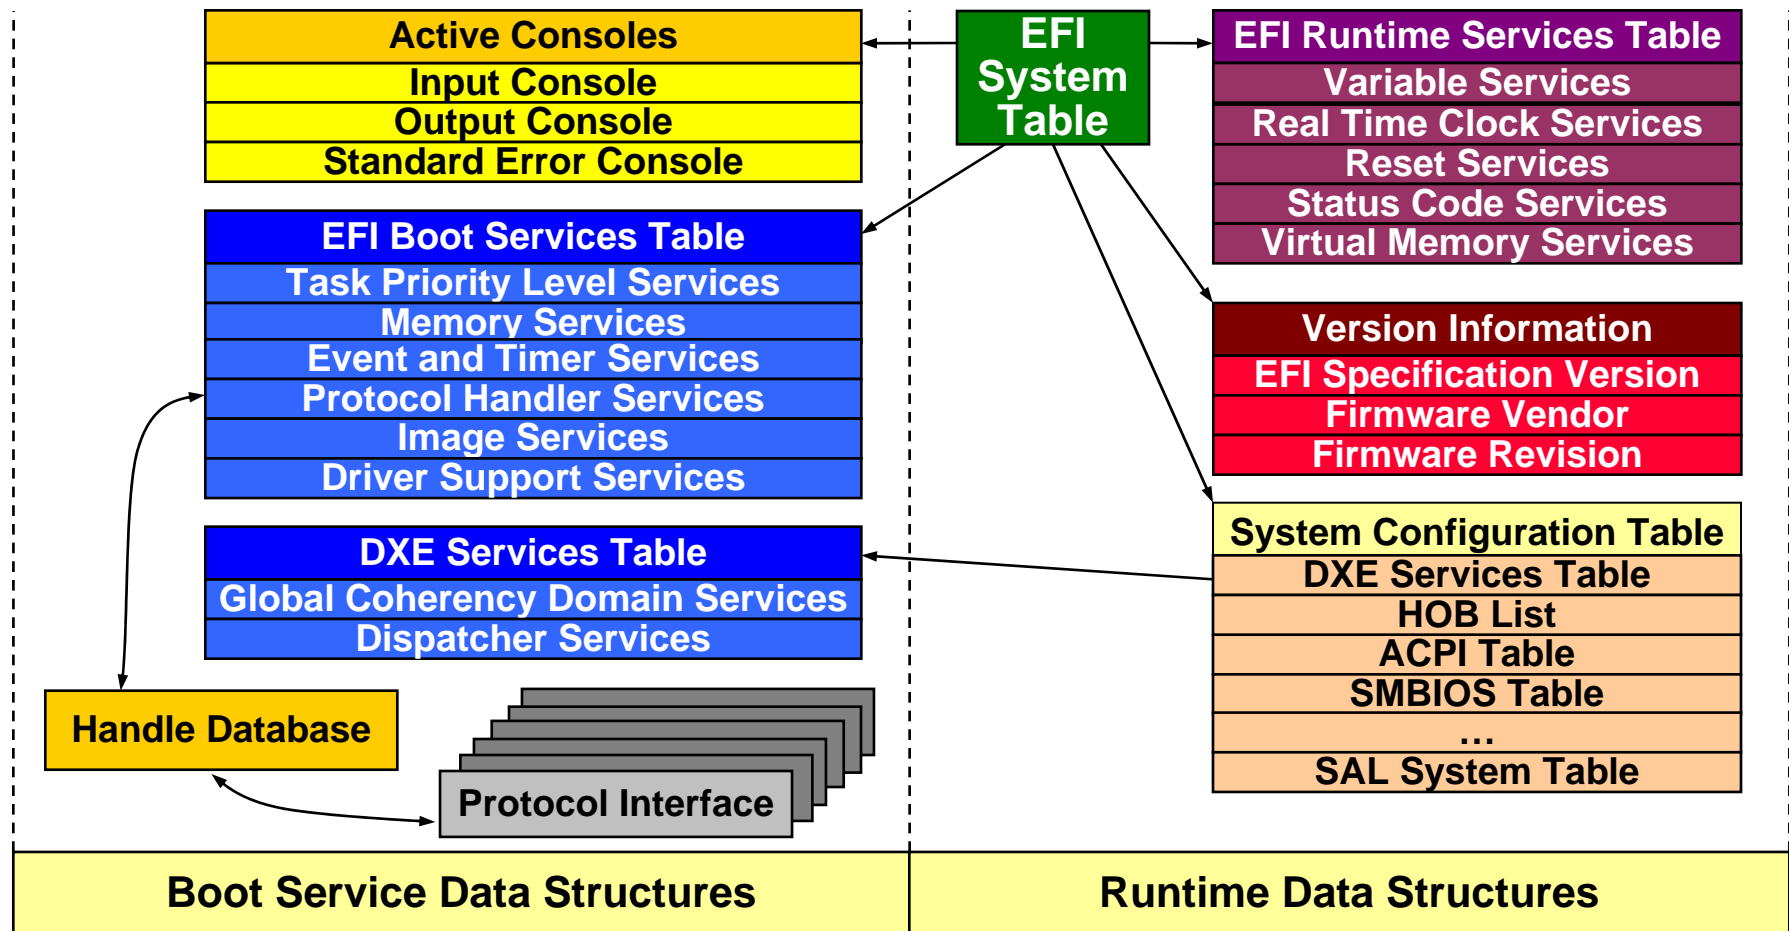 Active Consoles
Input Console
Output Console
Standard Error Console
EFI
System
Table
EFI Runtime Services Table
Variable Services
Real Time Clock Services
Reset Services
Status Code Services
Virtual Memory Services
EFI Boot Services Table
Task Priority Level Services
Memory Services
Event and Timer Services
Protocol Handler Services
Image Services
Driver Support Services
Version Information
EFI Specification Version
Firmware Vendor
Firmware Revision
DXE Services Table
Global Coherency Domain Services
Dispatcher Services
System Configuration Table
DXE Services Table
HOB List
ACPI Table
SMBIOS Table
…
SAL System Table
Handle Database
Protocol Interface
Boot Service Data Structures
Runtime Data Structures